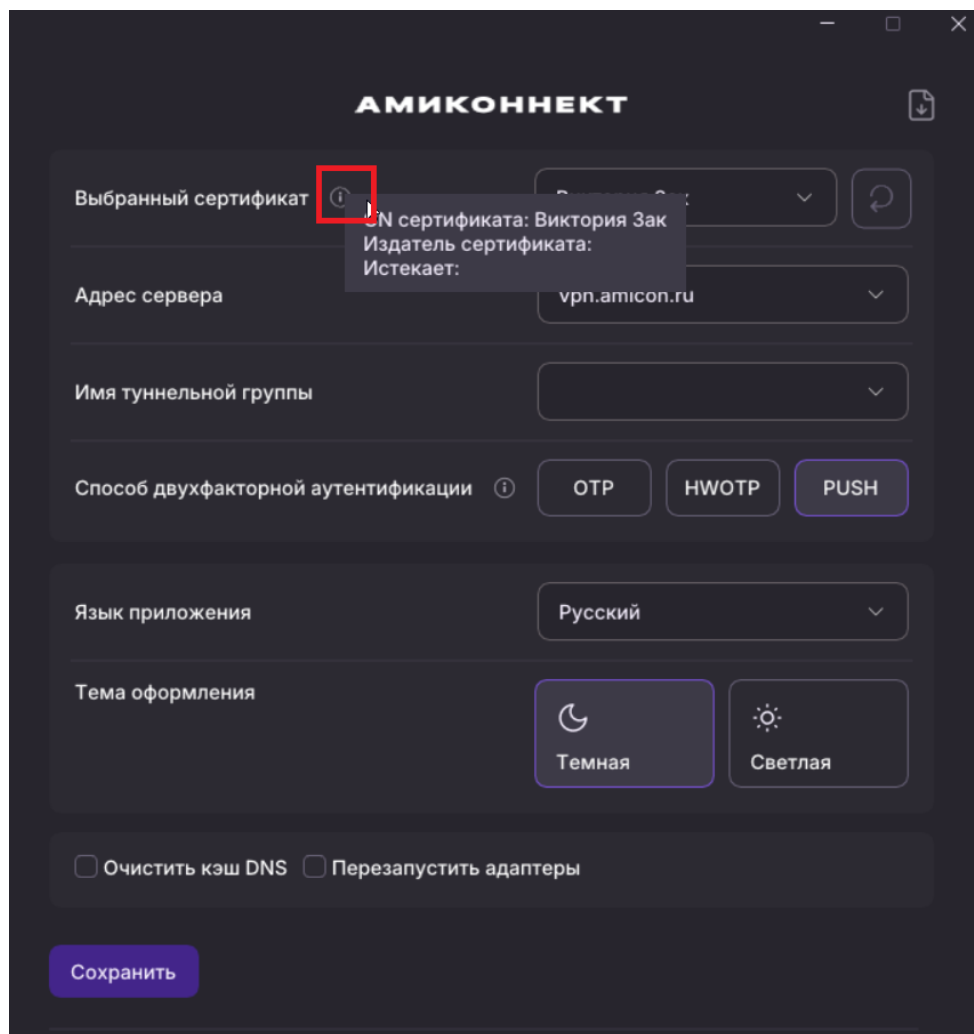 АМИКОННЕКТ
Выбранный сертификат
CN сертификата: Виктория Зак
Издатель сертификата:
Истекает:
Адрес сервера
vpn.amicon.ru
Имя туннельной группы
Способ двухфакторной аутентификации OTP HWOTP PUSH
Язык приложения Русский
Тема оформления
Темная Светлая
Очистить кэш DNS Перезапустить адаптеры
Сохранить